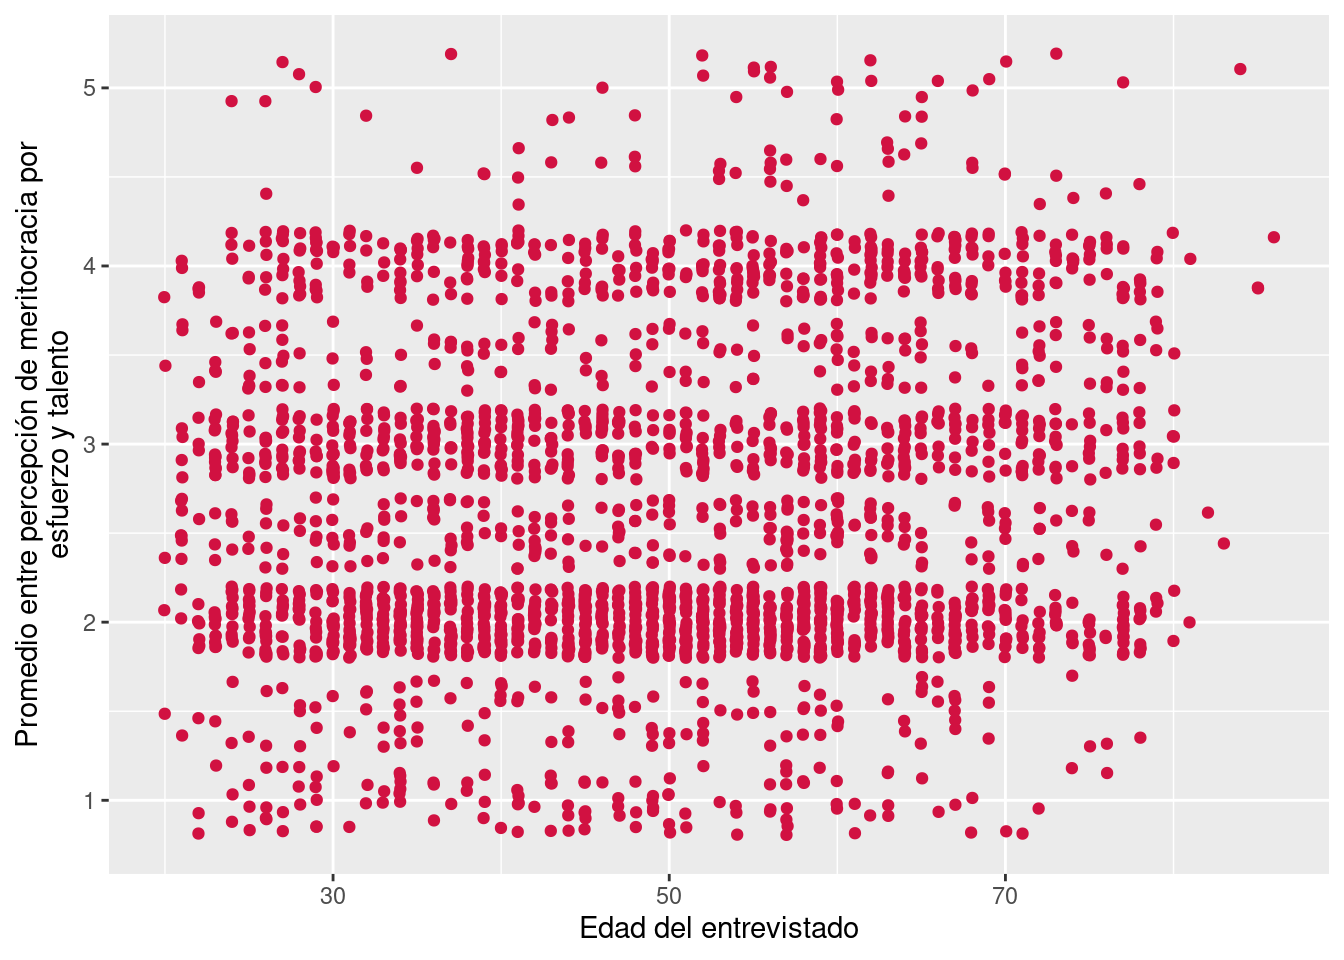 Promedio entre percepción de meritocracia por
esfuerzo y talento
5
4
3
2
1
30
50
70
Edad del entrevistado